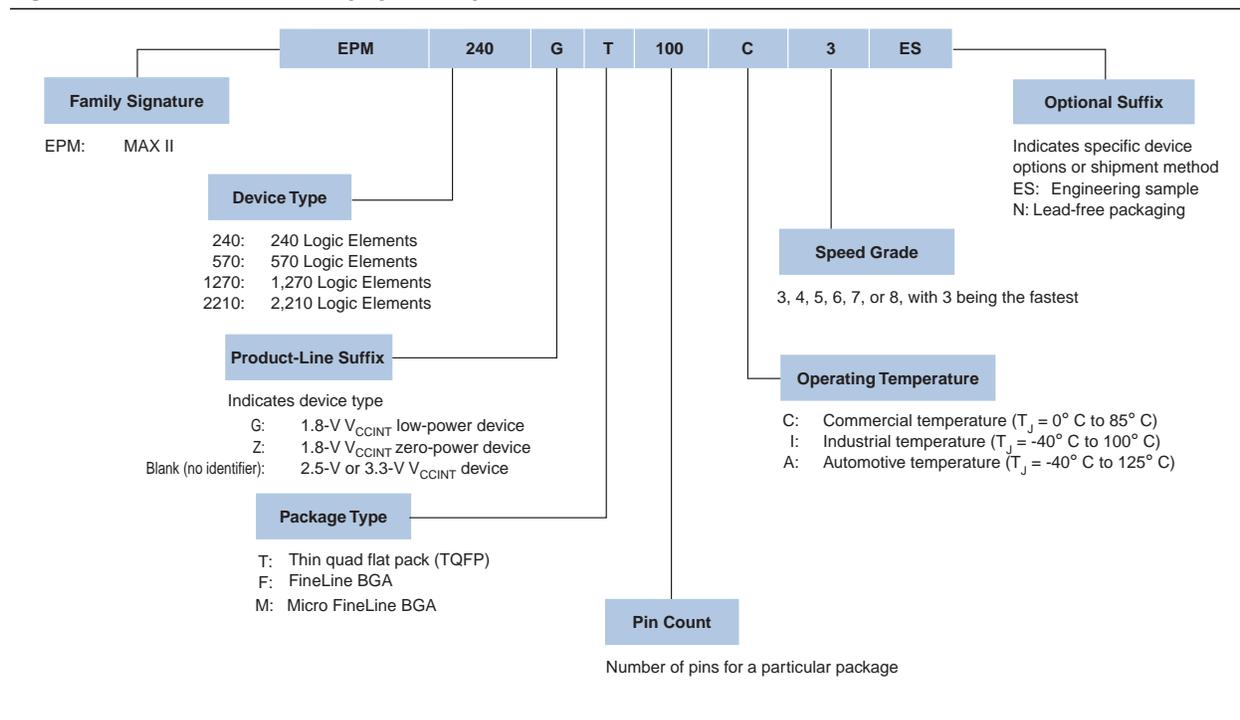 EPM 240 G T 100 C 3 ES
Family Signature
EPM: MAX II
Device Type
240: 240 Logic Elements
570: 570 Logic Elements
1270: 1,270 Logic Elements
2210: 2,210 Logic Elements
Product-Line Suffix
Indicates device type
G: 1.8-V VCCINT low-power device
Z: 1.8-V VCCINT zero-power device
Blank (no identifier): 2.5-V or 3.3-V VCCINT device
Package Type
T: Thin quad flat pack (TQFP)
F: FineLine BGA
M: Micro FineLine BGA
Pin Count
Number of pins for a particular package
Operating Temperature
C: Commercial temperature (TJ = 0° C to 85° C)
I: Industrial temperature (TJ = -40° C to 100° C)
A: Automotive temperature (TJ = -40° C to 125° C)
Speed Grade
3, 4, 5, 6, 7, or 8, with 3 being the fastest
Optional Suffix
Indicates specific device
options or shipment method
ES: Engineering sample
N: Lead-free packaging